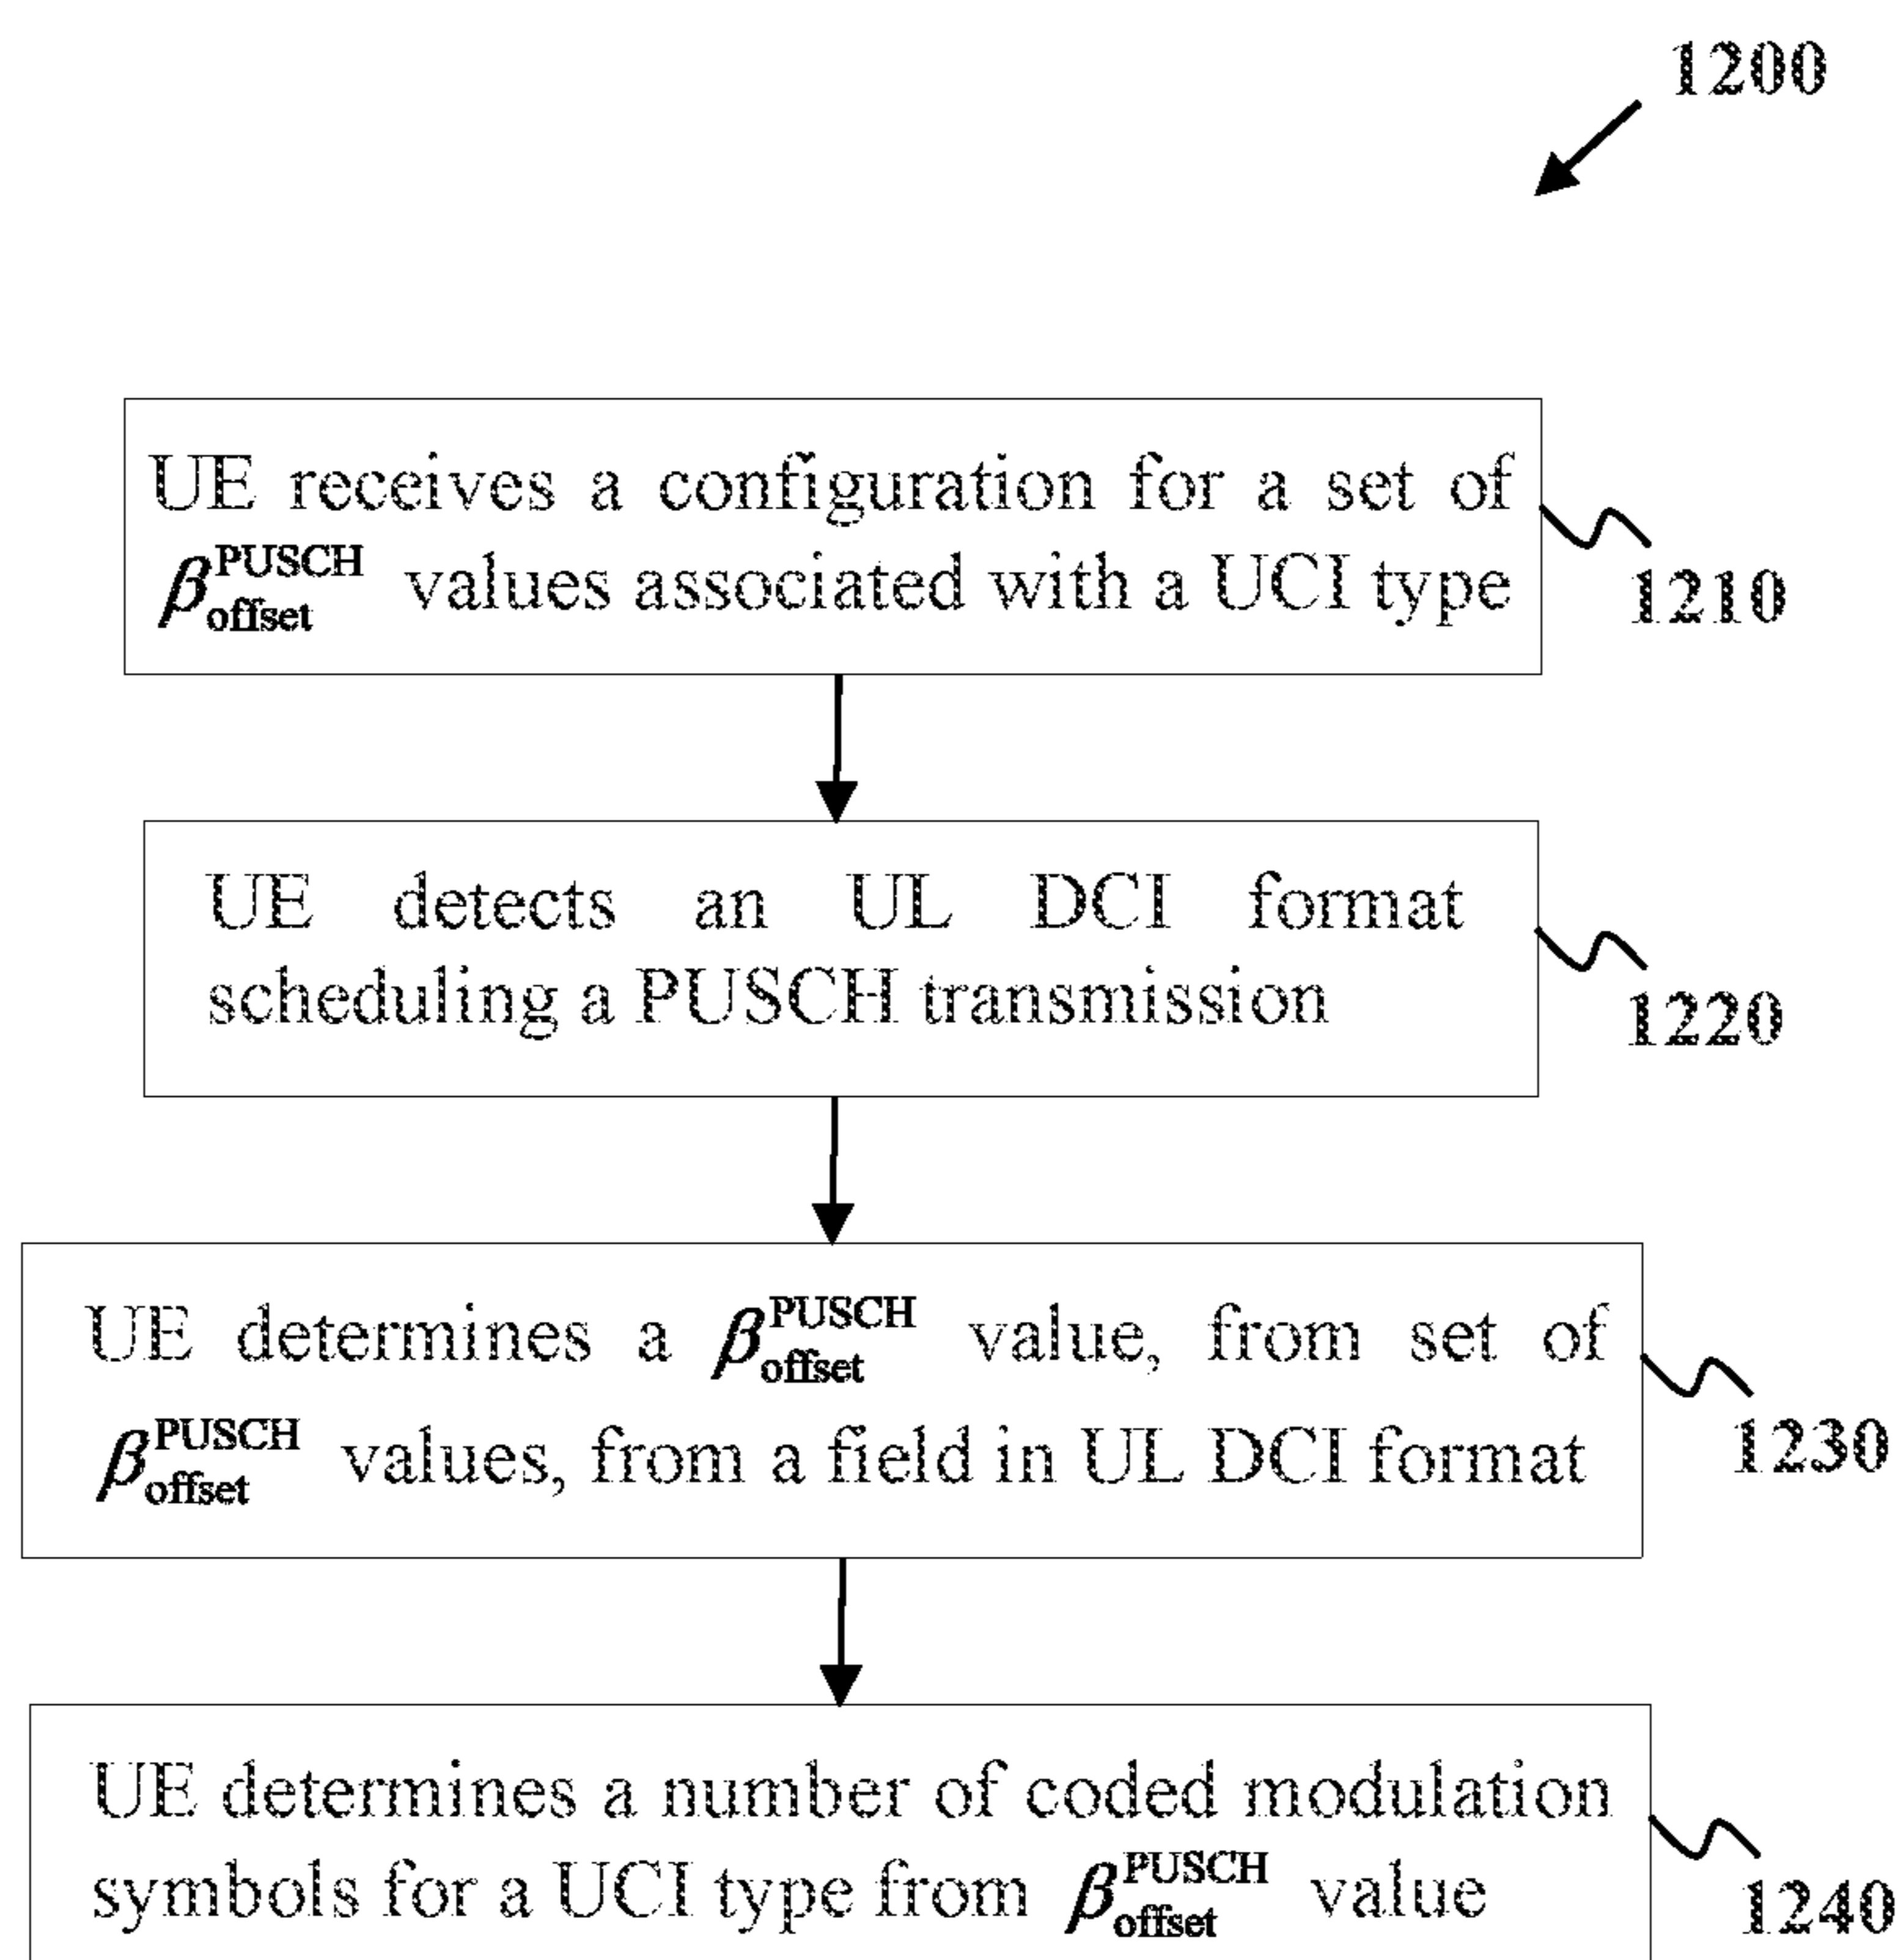 1200
UE receives a configuration for a set of
β^PUSCH_offset values associated with a UCI type
1210
UE detects an UL DCI format
scheduling a PUSCH transmission
1220
UE determines a β^PUSCH_offset value, from set of
β^PUSCH_offset values, from a field in UL DCI format
1230
UE determines a number of coded modulation
symbols for a UCI type from β^PUSCH_offset value
1240